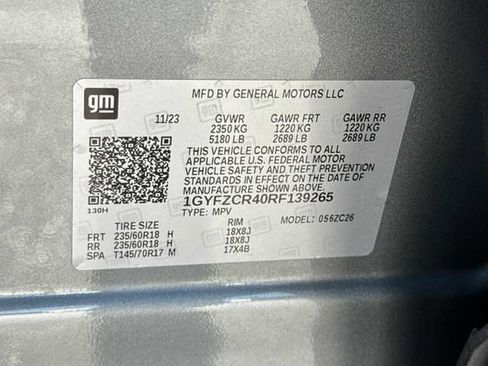 gm
MFD BY GENERAL MOTORS LLC
11/23 GVWR GAWR FRT GAWR RR
2350 KG 1220 KG 1220 KG
5180 LB 2689 LB 2689 LB
THIS VEHICLE CONFORMS TO ALL
APPLICABLE U.S. FEDERAL MOTOR
VEHICLE SAFETY AND THEFT PREVENTION
STANDARDS IN EFFECT ON THE DATE OF
MANUFACTURE SHOWN ABOVE.
130H 1GYFZCR40RF139265
TYPE: MPV MODEL: 056ZC26
TIRE SIZE RIM
FRT 235/60R18 H 18X8J
RR 235/60R18 H 18X8J
SPA T145/70R17 M 17X4B